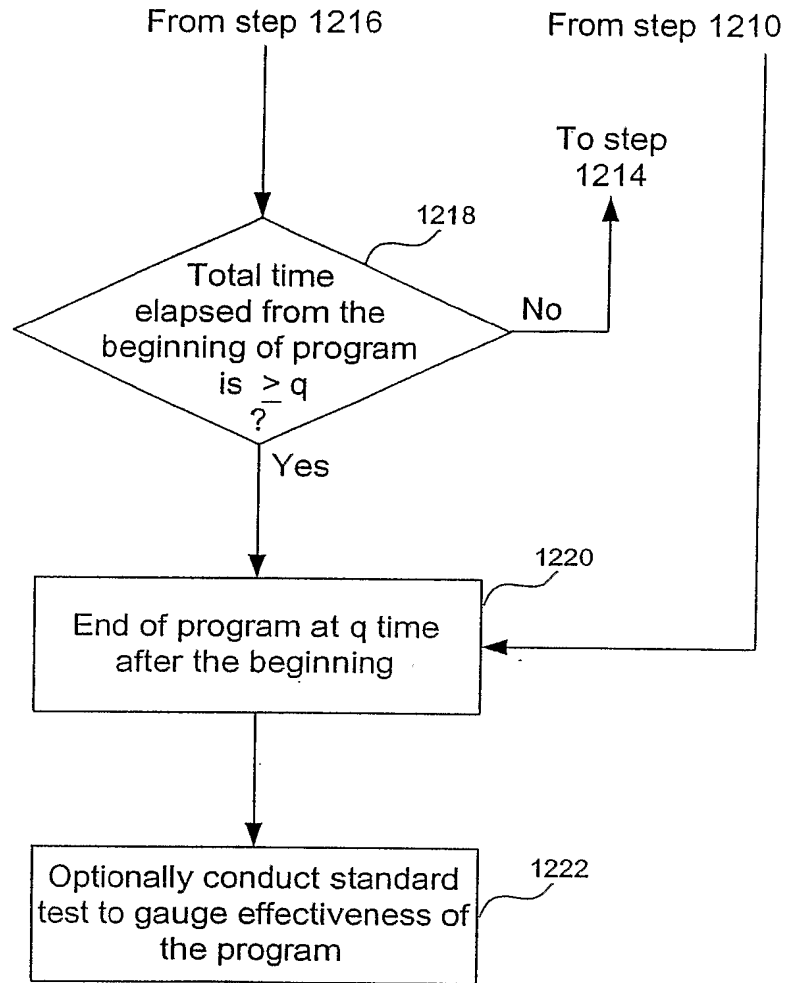 From step 1216
From step 1210
To step
1214
1218
Total time
elapsed from the
beginning of program
is ≥ q
?
No
Yes
1220
End of program at q time
after the beginning
1222
Optionally conduct standard
test to gauge effectiveness of
the program